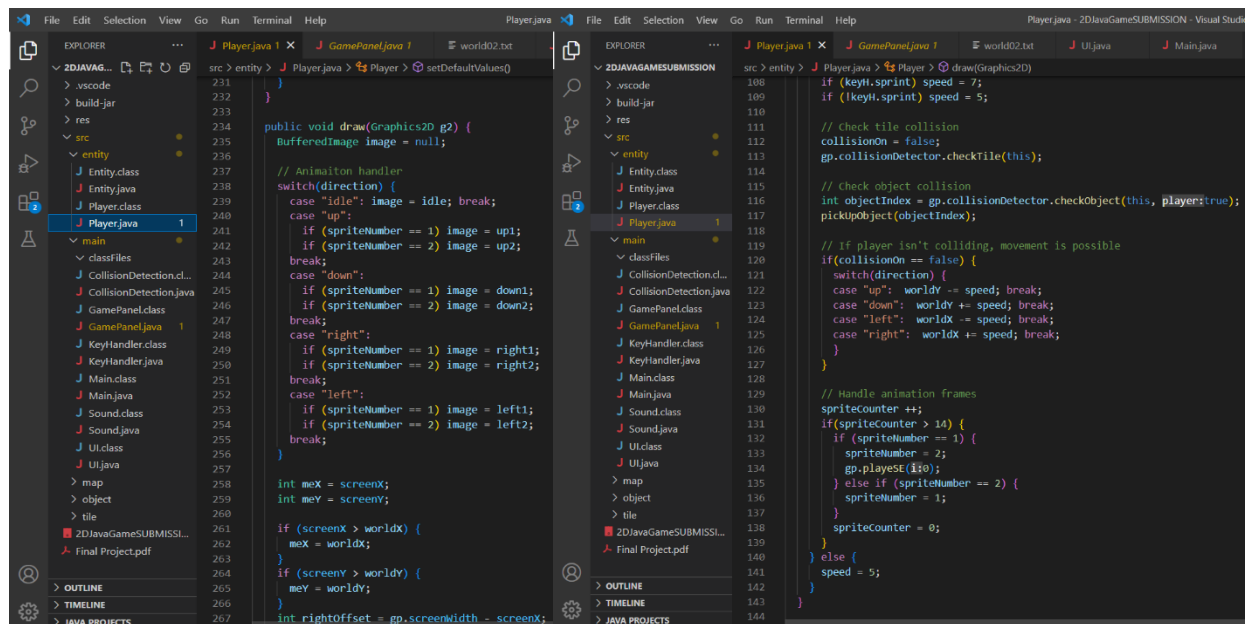 File Edit Selection View Go Run Terminal Help Player.java
EXPLORER ...
2DJAVAG...
> .vscode
> build-jar
> res
src
entity
J Entity.class
J Entity.java
J Player.class
J Player.java 1
main
classFiles
J CollisionDetection.cl...
J CollisionDetection.java
J GamePanel.class
J GamePanel.java 1
J KeyHandler.class
J KeyHandler.java
J Main.class
J Main.java
J Sound.class
J Sound.java
J UI.class
J UI.java
> map
> object
> tile
2DJavaGameSUBMISSI...
Final Project.pdf
> OUTLINE
> TIMELINE
> JAVA PROJECTS
2
J Player.java 1 X J GamePanel.java 1 world02.txt
src > entity > J Player.java > Player > setDefaultValues()
231 }
232 }
233
234 public void draw(Graphics2D g2) {
235 BufferedImage image = null;
236
237 // Animaiton handler
238 switch(direction) {
239 case "idle": image = idle; break;
240 case "up":
241 if (spriteNumber == 1) image = up1;
242 if (spriteNumber == 2) image = up2;
243 break;
244 case "down":
245 if (spriteNumber == 1) image = down1;
246 if (spriteNumber == 2) image = down2;
247 break;
248 case "right":
249 if (spriteNumber == 1) image = right1;
250 if (spriteNumber == 2) image = right2;
251 break;
252 case "left":
253 if (spriteNumber == 1) image = left1;
254 if (spriteNumber == 2) image = left2;
255 break;
256 }
257
258 int meX = screenX;
259 int meY = screenY;
260
261 if (screenX > worldX) {
262 meX = worldX;
263 }
264 if (screenY > worldY) {
265 meY = worldY;
266 }
267 int rightOffset = gp.screenWidth - screenX;
File Edit Selection View Go Run Terminal Help Player.java - 2DJavaGameSUBMISSION - Visual Studio
EXPLORER ...
2DJAVAGAMESUBMISSION
> .vscode
> build-jar
> res
src
entity
J Entity.class
J Entity.java
J Player.class
J Player.java 1
main
classFiles
J CollisionDetection.cl...
J CollisionDetection.java
J GamePanel.class
J GamePanel.java 1
J KeyHandler.class
J KeyHandler.java
J Main.class
J Main.java
J Sound.class
J Sound.java
J UI.class
J UI.java
> map
> object
> tile
2DJavaGameSUBMISSI...
Final Project.pdf
> OUTLINE
> TIMELINE
> JAVA PROJECTS
2
J Player.java 1 X J GamePanel.java 1 world02.txt J UI.java J Main.java
src > entity > J Player.java > Player > draw(Graphics2D)
108 if (keyH.sprint) speed = 7;
109 if (!keyH.sprint) speed = 5;
110
111 // Check tile collision
112 collisionOn = false;
113 gp.collisionDetector.checkTile(this);
114
115 // Check object collision
116 int objectIndex = gp.collisionDetector.checkObject(this, player:true);
117 pickUpObject(objectIndex);
118
119 // If player isn't colliding, movement is possible
120 if(collisionOn == false) {
121 switch(direction) {
122 case "up": worldY -= speed; break;
123 case "down": worldY += speed; break;
124 case "left": worldX -= speed; break;
125 case "right": worldX += speed; break;
126 }
127 }
128
129 // Handle animation frames
130 spriteCounter ++;
131 if(spriteCounter > 14) {
132 if (spriteNumber == 1) {
133 spriteNumber = 2;
134 gp.playeSE(i:0);
135 } else if (spriteNumber == 2) {
136 spriteNumber = 1;
137 }
138 spriteCounter = 0;
139 }
140 } else {
141 speed = 5;
142 }
143 }
144